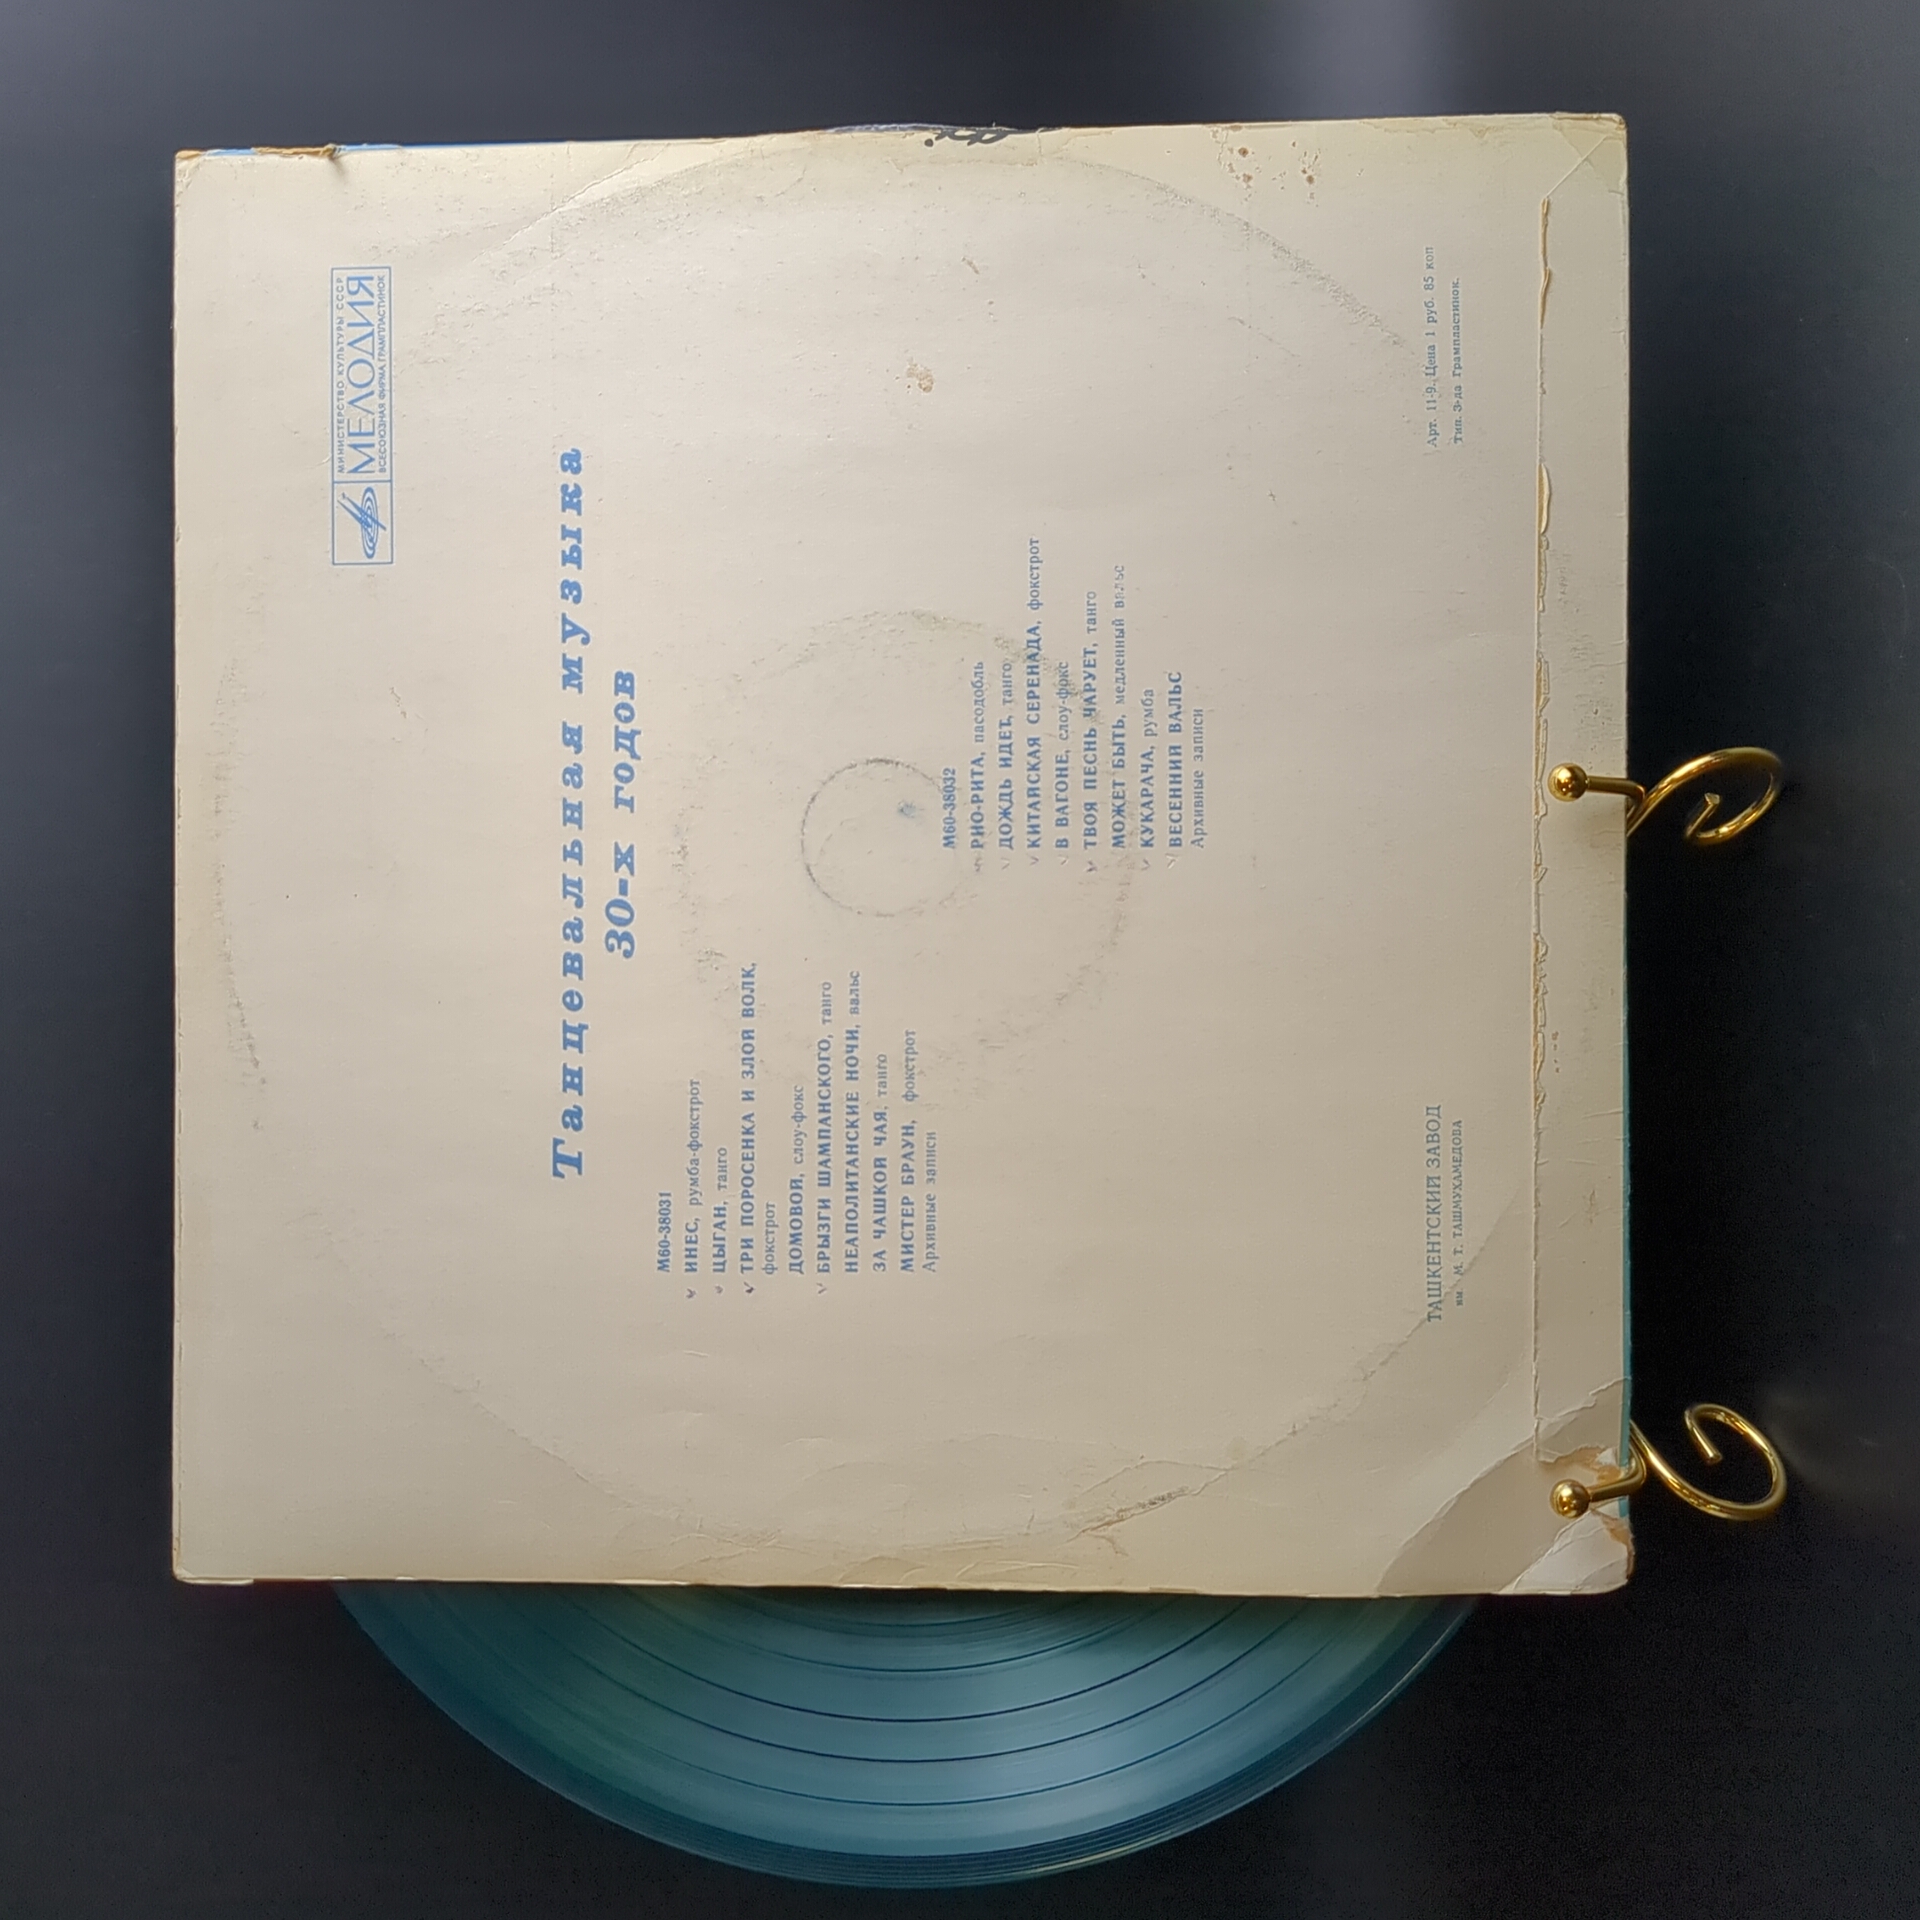 МИНИСТЕРСТВО КУЛЬТУРЫ СССР
МЕЛОДИЯ
ВСЕСОЮЗНАЯ ФИРМА ГРАМПЛАСТИНОК
Танцевальная музыка
30-х годов
М60-38031
ИНЕС, румба-фокстрот
ЦЫГАН, танго
ТРИ ПОРОСЕНКА И ЗЛОЙ ВОЛК,
фокстрот
ДОМОВОЙ, слоу-фокс
БРЫЗГИ ШАМПАНСКОГО, танго
НЕАПОЛИТАНСКИЕ НОЧИ, вальс
ЗА ЧАШКОЙ ЧАЯ, танго
МИСТЕР БРАУН, фокстрот
Архивные записи
М60-38032
РИО-РИТА, пасодобль
ДОЖДЬ ИДЕТ, танго
КИТАЙСКАЯ СЕРЕНАДА, фокстрот
В ВАГОНЕ, слоу-фокс
ТВОЯ ПЕСНЬ ЧАРУЕТ, танго
МОЖЕТ БЫТЬ, медленный вальс
КУКАРАЧА, румба
ВЕСЕННИЙ ВАЛЬС
Архивные записи
ТАШКЕНТСКИЙ ЗАВОД
им. М. Т. ТАШМУХАМЕДОВА
Арт. 11-9. Цена 1 руб. 85 коп
Тип. З-да Грампластинок.